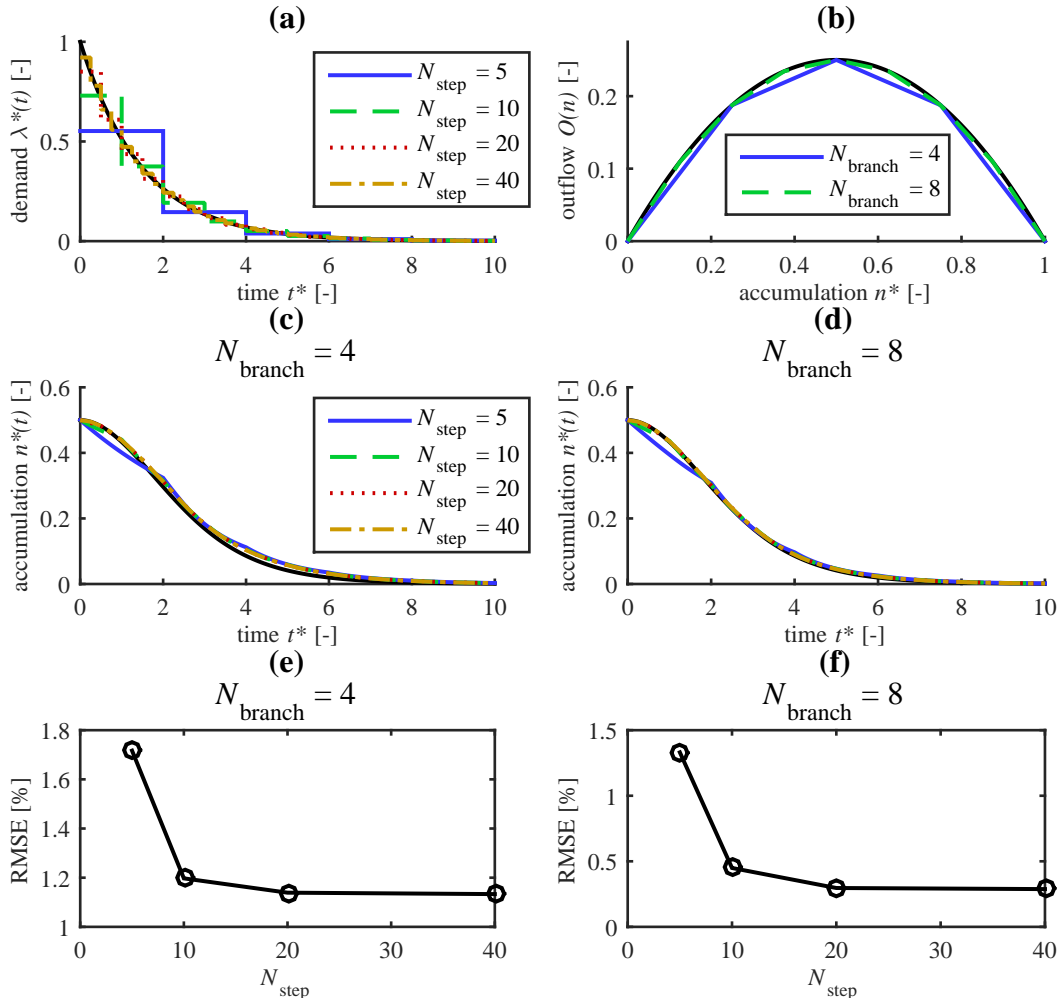 (a)
demand λ*(t) [-]
1
0.5
0
0 2 4 6 8 10
time t* [-]
N_step = 5
N_step = 10
N_step = 20
N_step = 40
(b)
outflow O(n) [-]
0.2
0.1
0
0 0.2 0.4 0.6 0.8 1
accumulation n* [-]
N_branch = 4
N_branch = 8
(c)
N_branch = 4
accumulation n*(t) [-]
0.6
0.4
0.2
0
0 2 4 6 8 10
time t* [-]
N_step = 5
N_step = 10
N_step = 20
N_step = 40
(d)
N_branch = 8
accumulation n*(t) [-]
0.6
0.4
0.2
0
0 2 4 6 8 10
time t* [-]
(e)
N_branch = 4
RMSE [%]
1.8
1.6
1.4
1.2
1
0 10 20 30 40
N_step
(f)
N_branch = 8
RMSE [%]
1.5
1
0.5
0
0 10 20 30 40
N_step